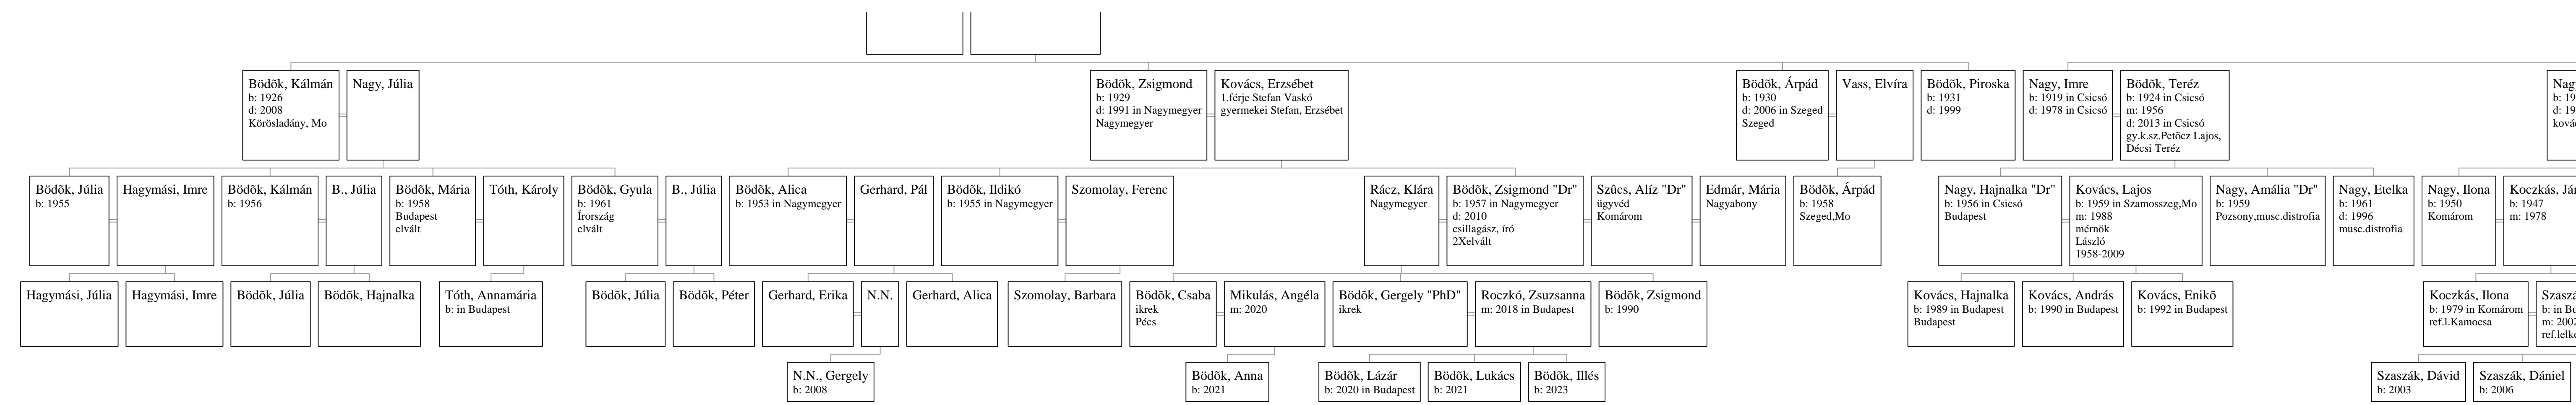 Bödõk, Kálmán
b: 1926
d: 2008
Körösladány, Mo
Nagy, Júlia
Bödõk, Zsigmond
b: 1929
d: 1991 in Nagymegyer
Nagymegyer
Kovács, Erzsébet
1.férje Stefan Vaskó
gyermekei Stefan, Erzsébet
Bödõk, Árpád
b: 1930
d: 2006 in Szeged
Szeged
Vass, Elvíra
Bödõk, Piroska
b: 1931
d: 1999
Nagy, Imre
b: 1919 in Csicsó
d: 1978 in Csicsó
Bödõk, Teréz
b: 1924 in Csicsó
m: 1956
d: 2013 in Csicsó
gy.k.sz.Petõcz Lajos,
Décsi Teréz
Bödõk, Júlia
b: 1955
Hagymási, Imre
Bödõk, Kálmán
b: 1956
B., Júlia
Bödõk, Mária
b: 1958
Budapest
elvált
Tóth, Károly
Bödõk, Gyula
b: 1961
Írország
elvált
B., Júlia
Bödõk, Alica
b: 1953 in Nagymegyer
Gerhard, Pál
Bödõk, Ildikó
b: 1955 in Nagymegyer
Szomolay, Ferenc
Rácz, Klára
Nagymegyer
Bödõk, Zsigmond "Dr"
b: 1957 in Nagymegyer
d: 2010
csillagász, író
2Xelvált
Szûcs, Alíz "Dr"
ügyvéd
Komárom
Edmár, Mária
Nagyabony
Bödõk, Árpád
b: 1958
Szeged,Mo
Nagy, Hajnalka "Dr"
b: 1956 in Csicsó
Budapest
Kovács, Lajos
b: 1959 in Szamosszeg,Mo
m: 1988
mérnök
László
1958-2009
Nagy, Amália "Dr"
b: 1959
Pozsony,musc.distrofia
Nagy, Etelka
b: 1961
d: 1996
musc.distrofia
Nagy, Ilona
b: 1950
Komárom
Koczkás, Já
b: 1947
m: 1978
Hagymási, Júlia
Hagymási, Imre
Bödõk, Júlia
Bödõk, Hajnalka
Tóth, Annamária
b: in Budapest
Bödõk, Júlia
Bödõk, Péter
Gerhard, Erika
N.N.
Gerhard, Alica
Szomolay, Barbara
Bödõk, Csaba
ikrek
Pécs
Mikulás, Angéla
m: 2020
Bödõk, Gergely "PhD"
ikrek
Roczkó, Zsuzsanna
m: 2018 in Budapest
Bödõk, Zsigmond
b: 1990
Kovács, Hajnalka
b: 1989 in Budapest
Budapest
Kovács, András
b: 1990 in Budapest
Kovács, Enikõ
b: 1992 in Budapest
Koczkás, Ilona
b: 1979 in Komárom
ref.l.Kamocsa
Szaszá
b: in Bu
m: 2002
ref.lelk
N.N., Gergely
b: 2008
Bödõk, Anna
b: 2021
Bödõk, Lázár
b: 2020 in Budapest
Bödõk, Lukács
b: 2021
Bödõk, Illés
b: 2023
Szaszák, Dávid
b: 2003
Szaszák, Dániel
b: 2006